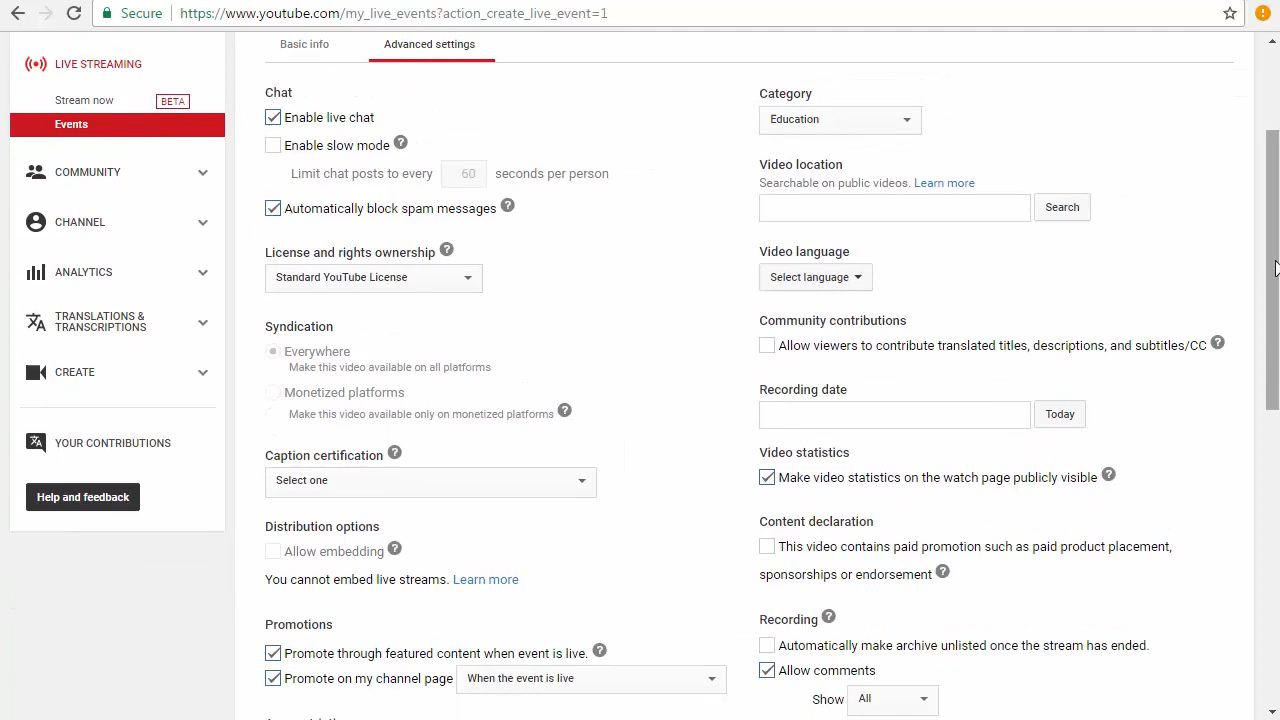 Secure
https://www.youtube.com/my_live_events?action_create_live_event=1
LIVE STREAMING
Stream now BETA
Events
COMMUNITY
CHANNEL
ANALYTICS
TRANSLATIONS &
TRANSCRIPTIONS
CREATE
YOUR CONTRIBUTIONS
Help and feedback
Basic info
Advanced settings
Chat
Enable live chat
Enable slow mode ?
Limit chat posts to every 60 seconds per person
Automatically block spam messages ?
License and rights ownership ?
Standard YouTube License
Syndication
Everywhere
Make this video available on all platforms
Monetized platforms
Make this video available only on monetized platforms ?
Caption certification ?
Select one
Distribution options
Allow embedding ?
You cannot embed live streams. Learn more
Promotions
Promote through featured content when event is live. ?
Promote on my channel page When the event is live
Category
Education
Video location
Searchable on public videos. Learn more
Search
Video language
Select language
Community contributions
Allow viewers to contribute translated titles, descriptions, and subtitles/CC ?
Recording date
Today
Video statistics
Make video statistics on the watch page publicly visible ?
Content declaration
This video contains paid promotion such as paid product placement,
sponsorships or endorsement ?
Recording ?
Automatically make archive unlisted once the stream has ended.
Allow comments
Show All